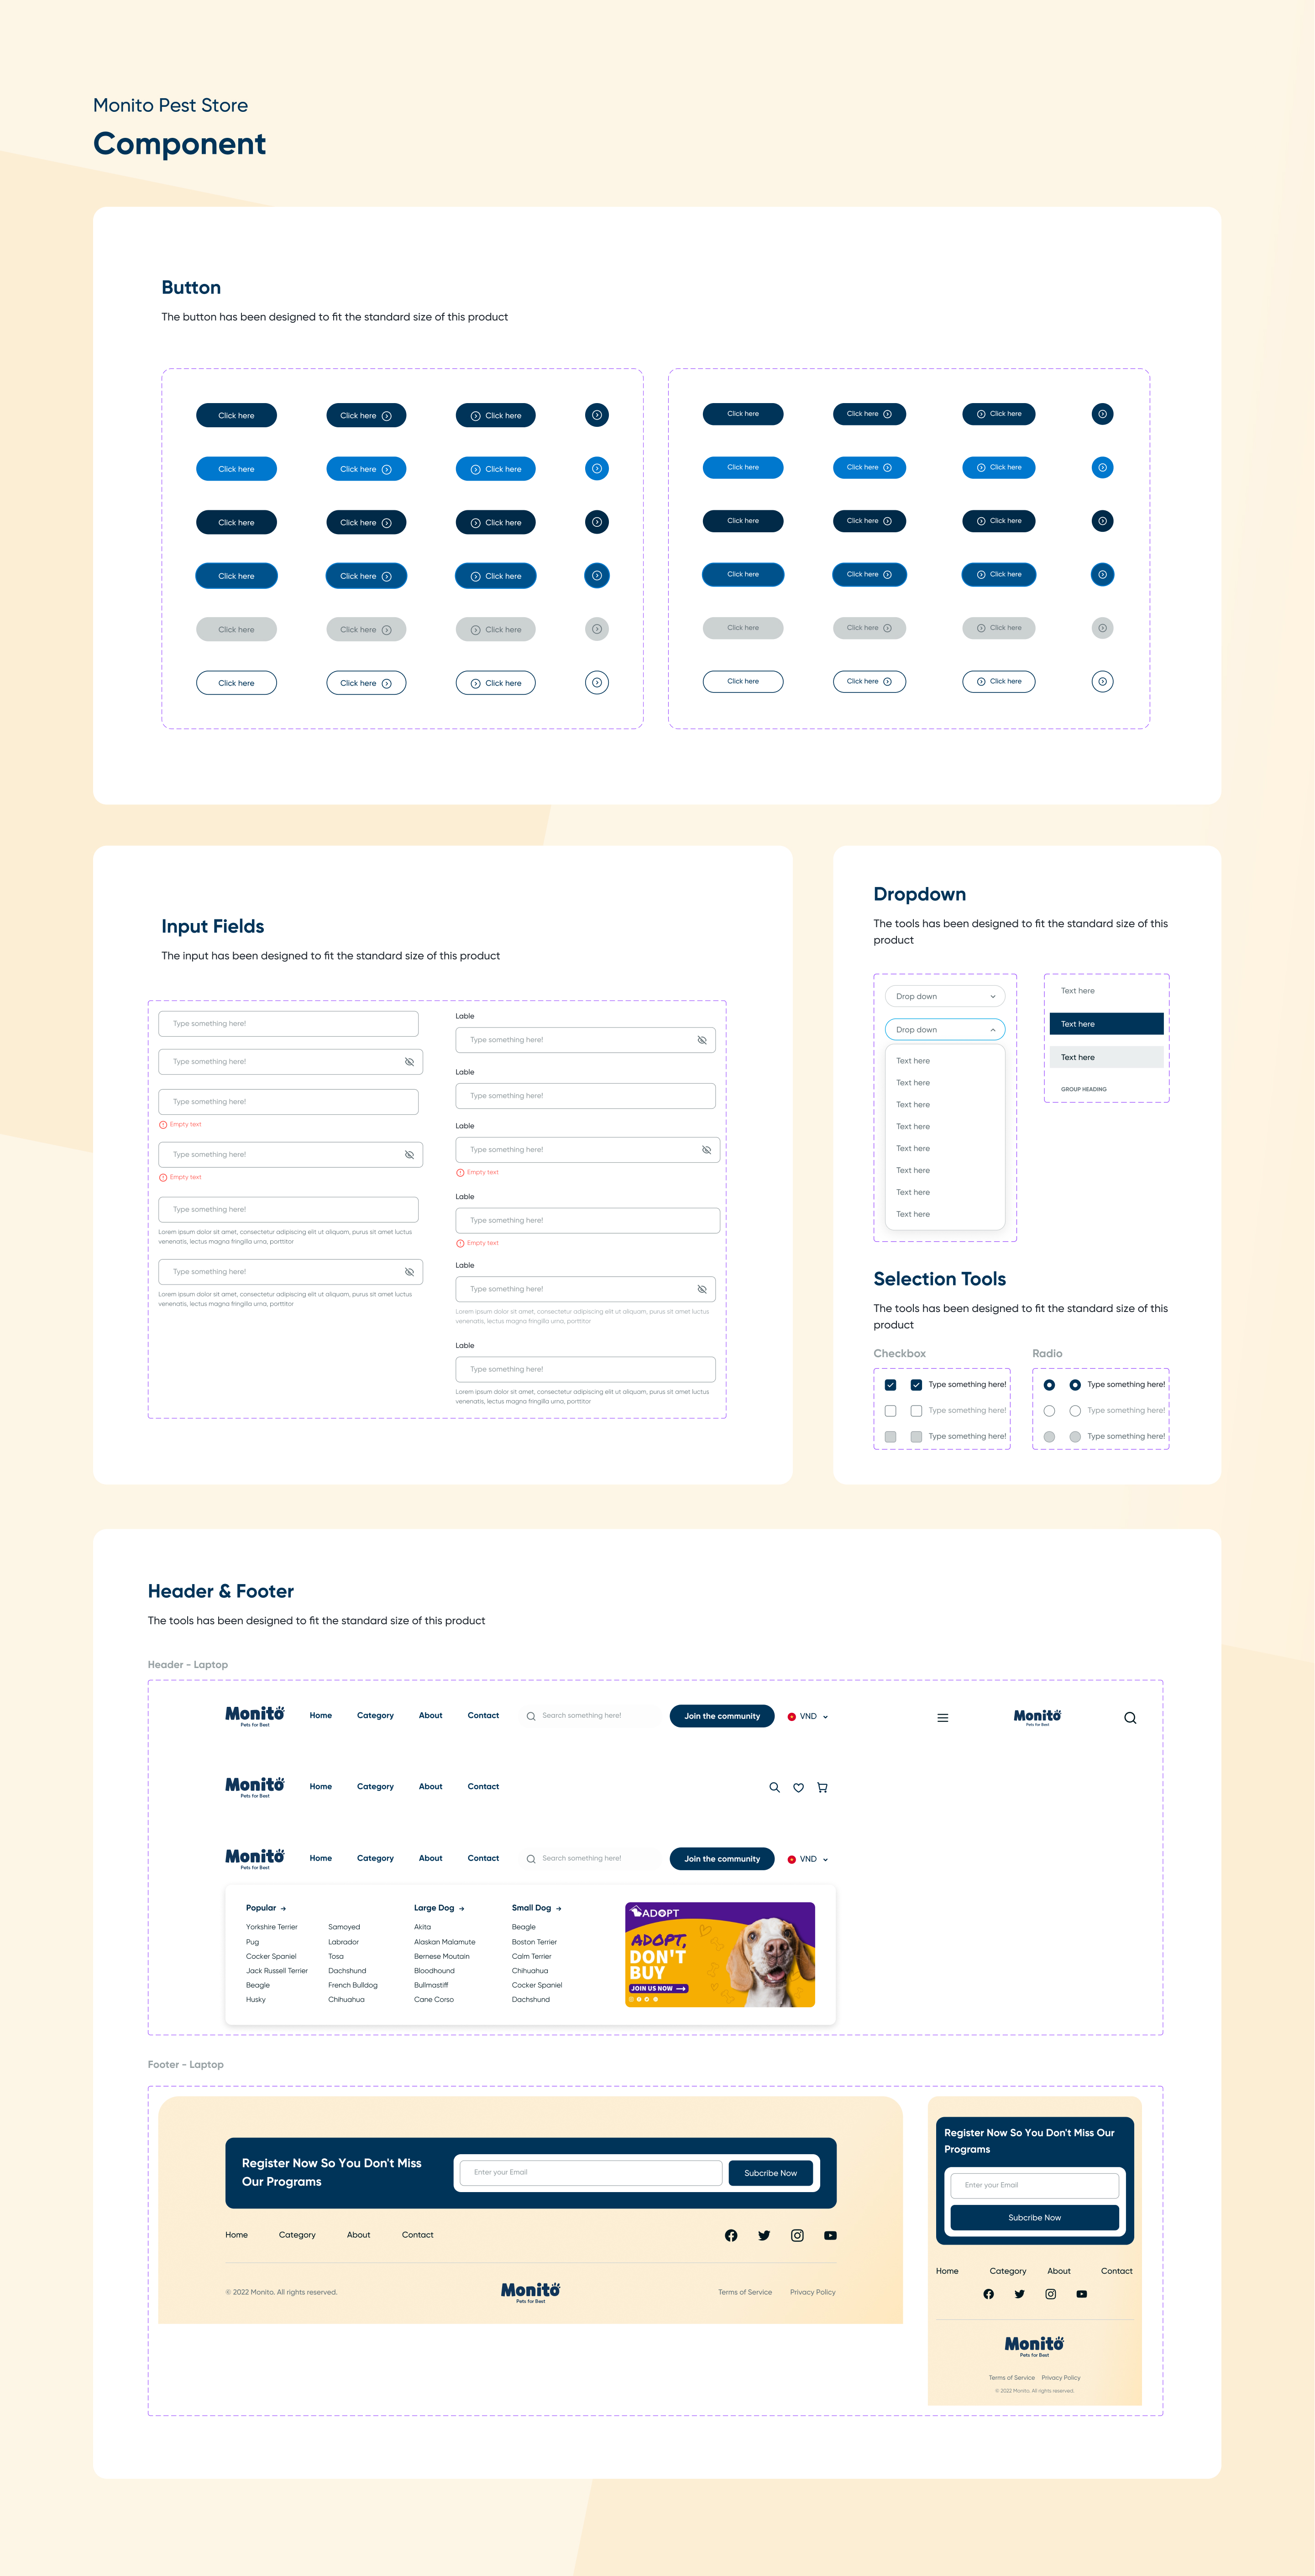 Monito Pest Store
Component
Button
The button has been designed to fit the standard size of this product
Click here Click here Click here
Click here Click here Click here
Click here Click here Click here
Click here Click here Click here
Click here Click here Click here
Click here Click here Click here
Click here Click here Click here
Click here Click here Click here
Click here Click here Click here
Click here Click here Click here
Click here Click here Click here
Click here Click here Click here
Input Fields
The input has been designed to fit the standard size of this product
Type something here!
Type something here!
Type something here!
Empty text
Type something here!
Empty text
Type something here!
Lorem ipsum dolor sit amet, consectetur adipiscing elit ut aliquam, purus sit amet luctus
venenatis, lectus magna fringilla urna, porttitor
Type something here!
Lorem ipsum dolor sit amet, consectetur adipiscing elit ut aliquam, purus sit amet luctus
venenatis, lectus magna fringilla urna, porttitor
Lable
Type something here!
Lable
Type something here!
Lable
Type something here!
Empty text
Lable
Type something here!
Empty text
Lable
Type something here!
Lorem ipsum dolor sit amet, consectetur adipiscing elit ut aliquam, purus sit amet luctus
venenatis, lectus magna fringilla urna, porttitor
Lable
Type something here!
Lorem ipsum dolor sit amet, consectetur adipiscing elit ut aliquam, purus sit amet luctus
venenatis, lectus magna fringilla urna, porttitor
Dropdown
The tools has been designed to fit the standard size of this
product
Drop down
Drop down
Text here
Text here
Text here
Text here
Text here
Text here
Text here
Text here
Text here
Text here
Text here
GROUP HEADING
Selection Tools
The tools has been designed to fit the standard size of this
product
Checkbox
Type something here!
Type something here!
Type something here!
Radio
Type something here!
Type something here!
Type something here!
Header & Footer
The tools has been designed to fit the standard size of this product
Header - Laptop
Monito Home Category About Contact Search something here! Join the community VND
Pets for Best
Monito
Pets for Best
Monito Home Category About Contact
Pets for Best
Monito Home Category About Contact Search something here! Join the community VND
Pets for Best
Popular
Yorkshire Terrier
Pug
Cocker Spaniel
Jack Russell Terrier
Beagle
Husky
Samoyed
Labrador
Tosa
Dachshund
French Bulldog
Chihuahua
Large Dog
Akita
Alaskan Malamute
Bernese Moutain
Bloodhound
Bullmastiff
Cane Corso
Small Dog
Beagle
Boston Terrier
Calm Terrier
Chihuahua
Cocker Spaniel
Dachshund
ADOPT
ADOPT,
DON'T
BUY
JOIN US NOW
Footer - Laptop
Register Now So You Don't Miss
Our Programs
Enter your Email
Subcribe Now
Home Category About Contact
© 2022 Monito. All rights reserved.
Monito
Pets for Best
Terms of Service Privacy Policy
Register Now So You Don't Miss Our
Programs
Enter your Email
Subcribe Now
Home Category About Contact
Monito
Pets for Best
Terms of Service Privacy Policy
© 2022 Monito. All rights reserved.